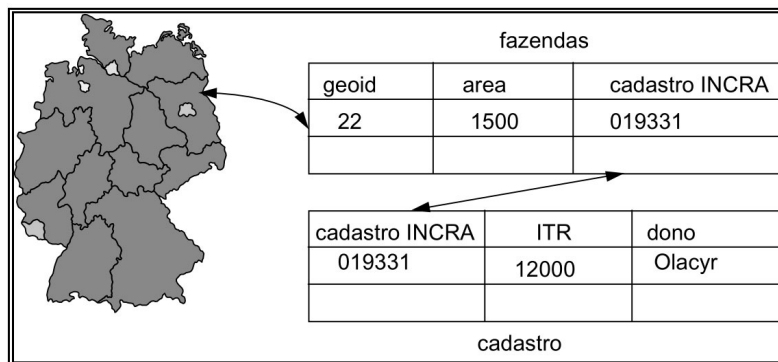 fazendas
geoid area cadastro INCRA
22 1500 019331
cadastro INCRA ITR dono
019331 12000 Olacyr
cadastro